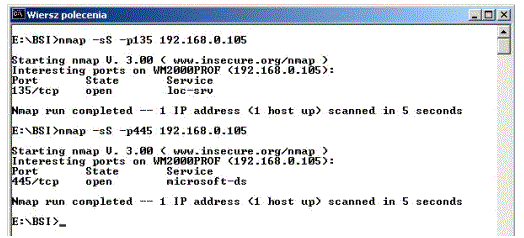 Wiersz polecenia
E:\BSI>nmap -sS -p135 192.168.0.105
Starting nmap V. 3.00 ( www.insecure.org/nmap )
Interesting ports on WM2000PROF (192.168.0.105):
Port State Service
135/tcp open loc-srv
Nmap run completed -- 1 IP address (1 host up) scanned in 5 seconds
E:\BSI>nmap -sS -p445 192.168.0.105
Starting nmap V. 3.00 ( www.insecure.org/nmap )
Interesting ports on WM2000PROF (192.168.0.105):
Port State Service
445/tcp open microsoft-ds
Nmap run completed -- 1 IP address (1 host up) scanned in 5 seconds
E:\BSI>_